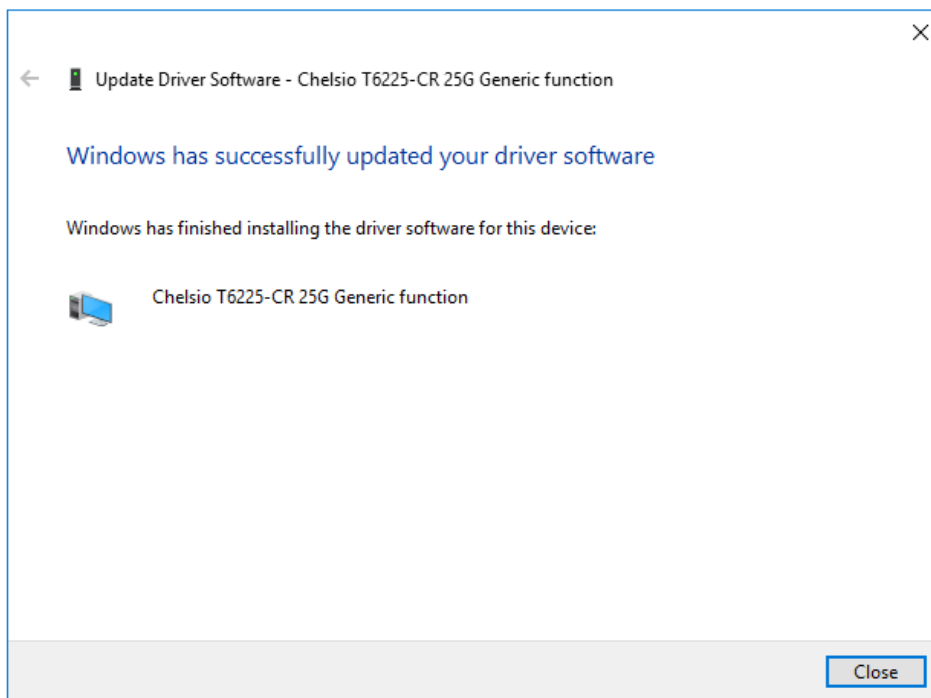 Update Driver Software - Chelsio T6225-CR 25G Generic function
Windows has successfully updated your driver software
Windows has finished installing the driver software for this device:
Chelsio T6225-CR 25G Generic function
Close